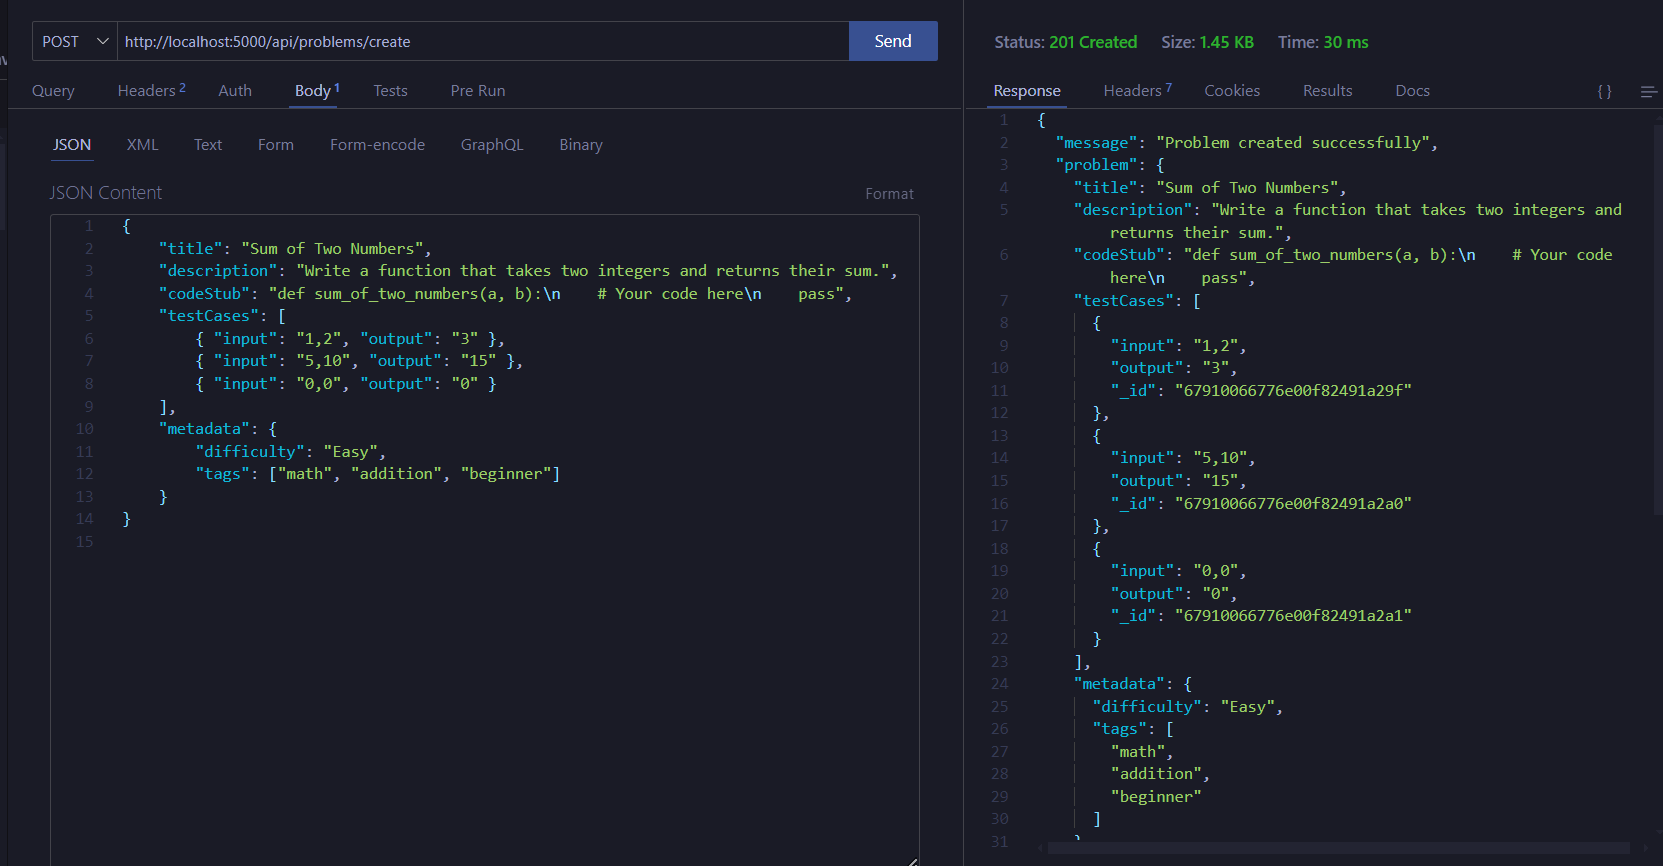 POST
http://localhost:5000/api/problems/create
Send
Query
Headers 2
Auth
Body 1
Tests
Pre Run
JSON
XML
Text
Form
Form-encode
GraphQL
Binary
JSON Content
Format
1 {
2 "title": "Sum of Two Numbers",
3 "description": "Write a function that takes two integers and returns their sum.",
4 "codeStub": "def sum_of_two_numbers(a, b):\n    # Your code here\n    pass",
5 "testCases": [
6 { "input": "1,2", "output": "3" },
7 { "input": "5,10", "output": "15" },
8 { "input": "0,0", "output": "0" }
9 ],
10 "metadata": {
11 "difficulty": "Easy",
12 "tags": ["math", "addition", "beginner"]
13 }
14 }
15
Status: 201 Created
Size: 1.45 KB
Time: 30 ms
Response
Headers 7
Cookies
Results
Docs
{ }
1 {
2 "message": "Problem created successfully",
3 "problem": {
4 "title": "Sum of Two Numbers",
5 "description": "Write a function that takes two integers and
returns their sum.",
6 "codeStub": "def sum_of_two_numbers(a, b):\n    # Your code
here\n    pass",
7 "testCases": [
8 {
9 "input": "1,2",
10 "output": "3",
11 "_id": "67910066776e00f82491a29f"
12 },
13 {
14 "input": "5,10",
15 "output": "15",
16 "_id": "67910066776e00f82491a2a0"
17 },
18 {
19 "input": "0,0",
20 "output": "0",
21 "_id": "67910066776e00f82491a2a1"
22 }
23 ],
24 "metadata": {
25 "difficulty": "Easy",
26 "tags": [
27 "math",
28 "addition",
29 "beginner"
30 ]
31